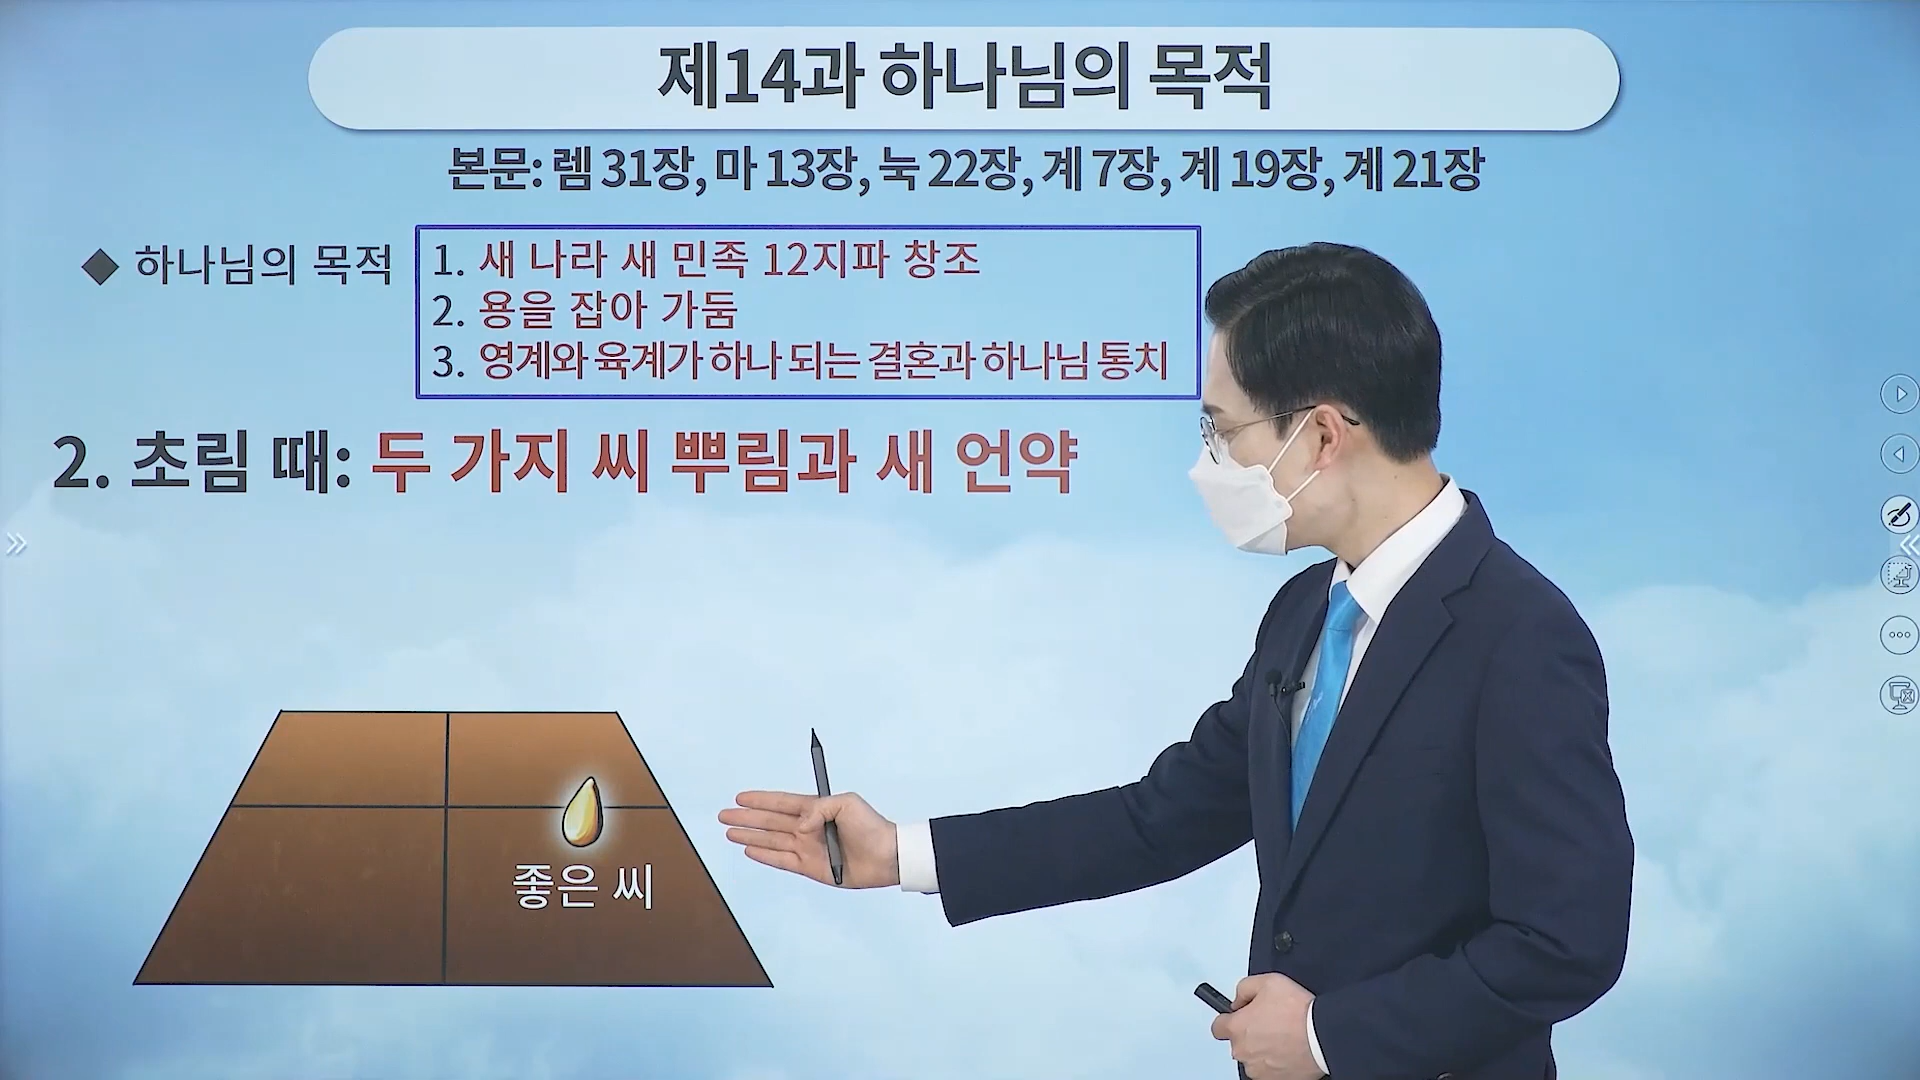 제14과 하나님의 목적
본문: 렘 31장, 마 13장, 눅 22장, 계 7장, 계 19장, 계 21장
◆ 하나님의 목적
1. 새 나라 새 민족 12지파 창조
2. 용을 잡아 가둠
3. 영계와 육계가 하나 되는 결혼과 하나님 통치
2. 초림 때: 두 가지 씨 뿌림과 새 언약
좋은 씨